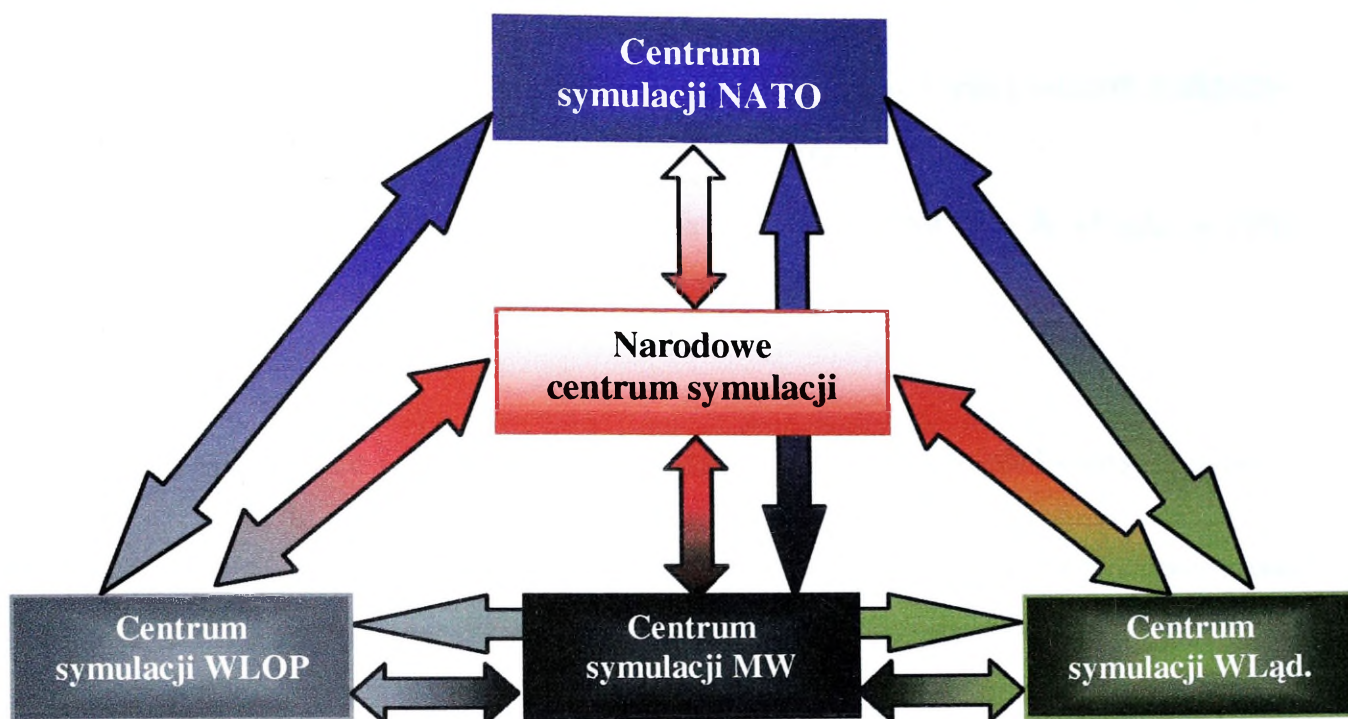 Centrum
symulacji NATO
Narodowe
centrum symulacji
Centrum
symulacji WLOP
Centrum
symulacji MW
Centrum
symulacji WLąd.